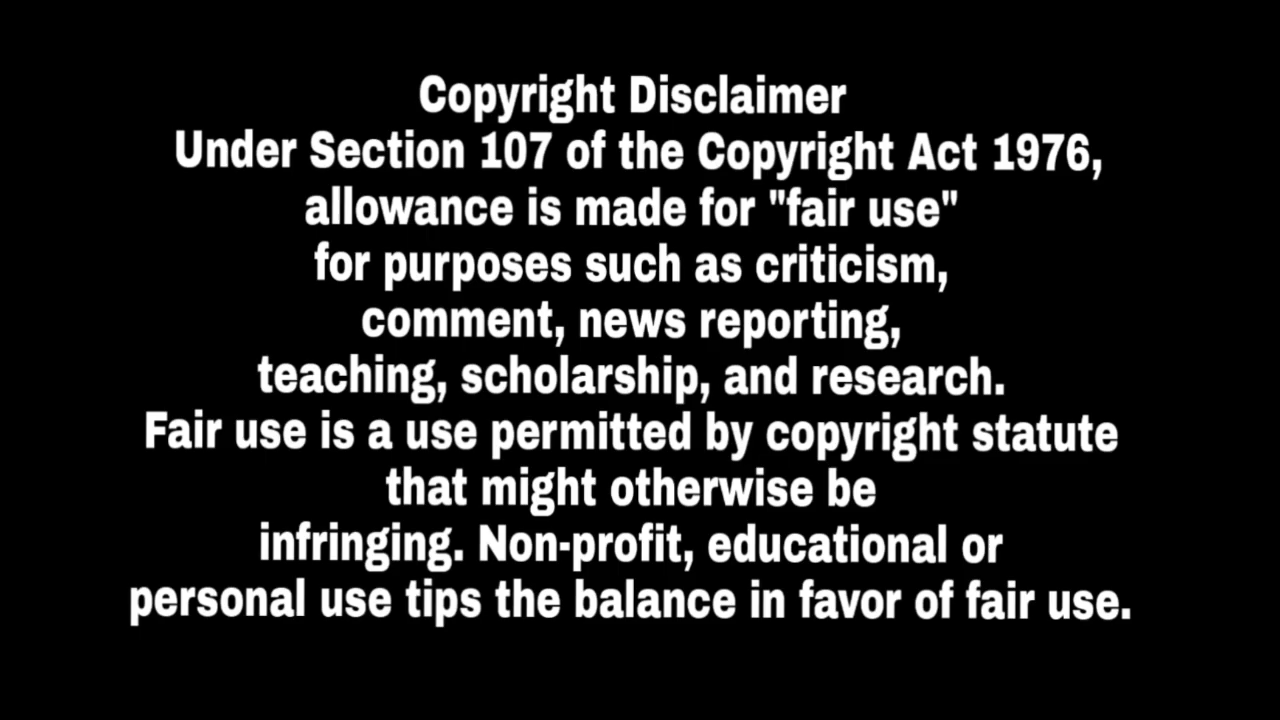 Copyright Disclaimer
Under Section 107 of the Copyright Act 1976,
allowance is made for "fair use"
for purposes such as criticism,
comment, news reporting,
teaching, scholarship, and research.
Fair use is a use permitted by copyright statute
that might otherwise be
infringing. Non-profit, educational or
personal use tips the balance in favor of fair use.